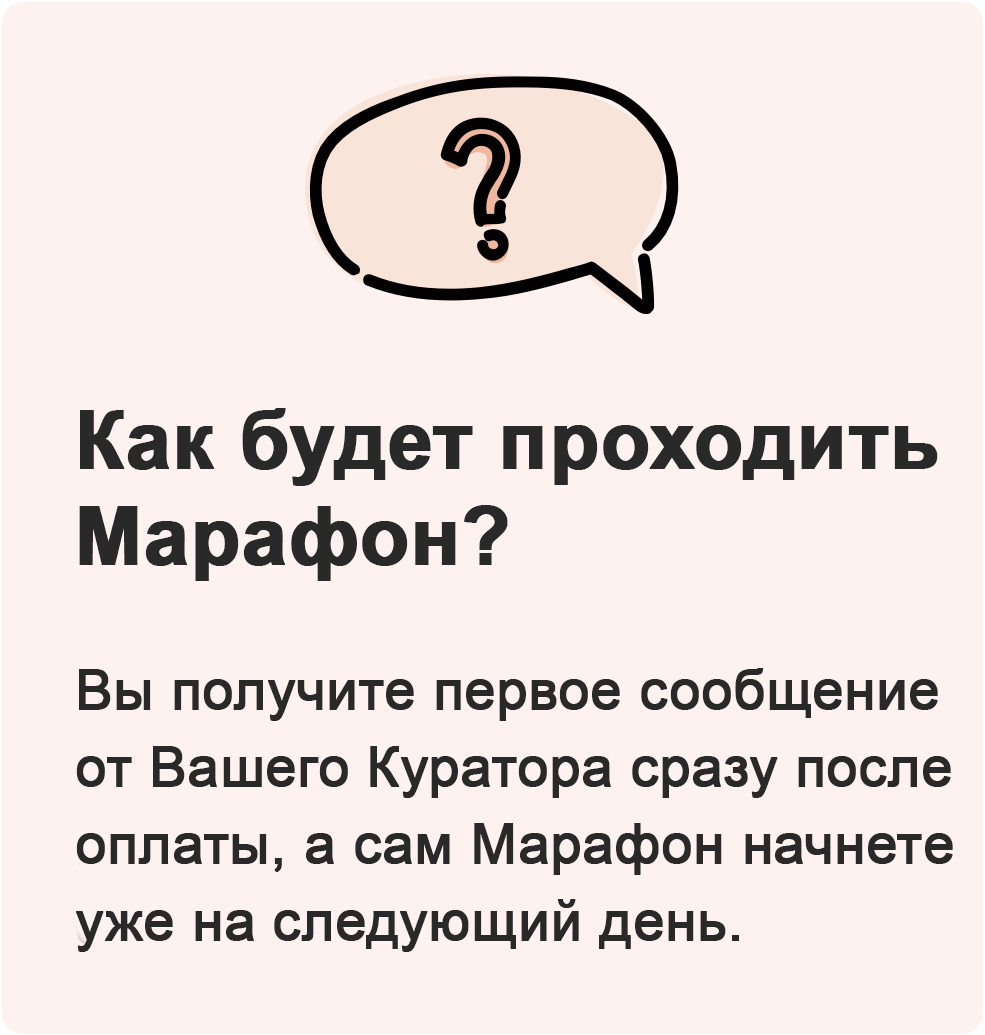 ?
Как будет проходить
Марафон?
Вы получите первое сообщение
от Вашего Куратора сразу после
оплаты, а сам Марафон начнете
уже на следующий день.